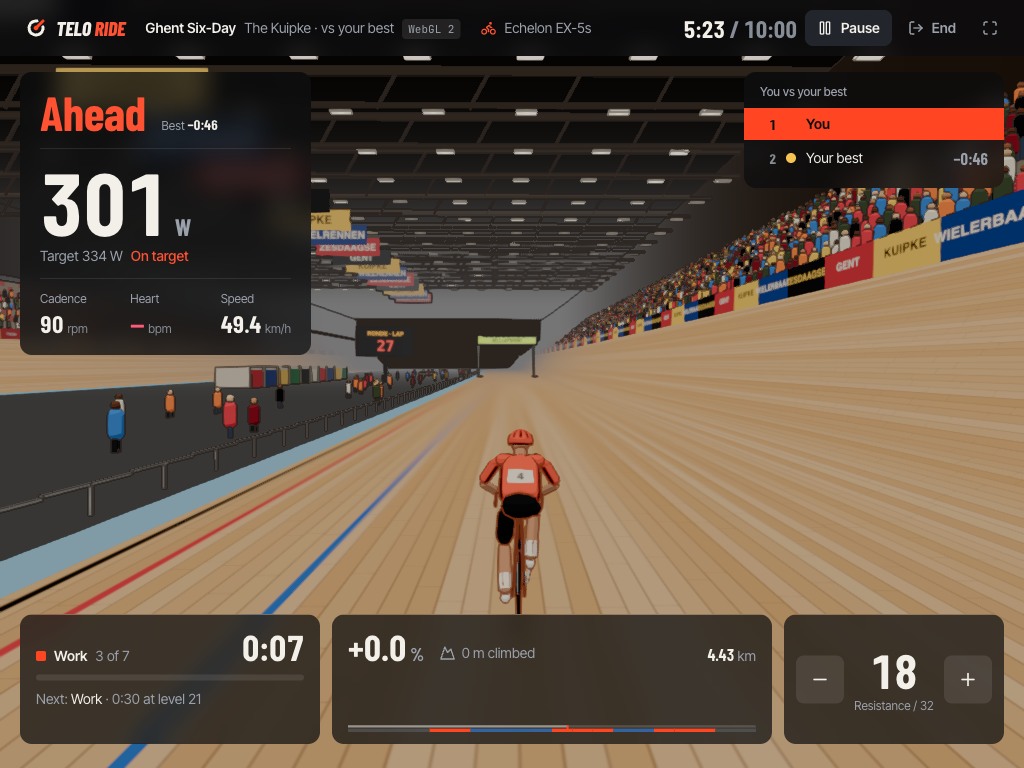 TELO RIDE
Ghent Six-Day The Kuipke · vs your best WebGL 2 Echelon EX-5s
5:23 / 10:00 Pause End
Ahead Best −0:46
301 W
Target 334 W On target
Cadence Heart Speed
90 rpm – bpm 49.4 km/h
You vs your best
1 You
2 Your best −0:46
KUIPKE WIELERBAA
GENT
ZESDAAGSE
KUIPKE
GENT
RONDE - LAP
27
4
Work 3 of 7 0:07
Next: Work · 0:30 at level 21
+0.0 % 0 m climbed 4.43 km
− 18 +
Resistance / 32